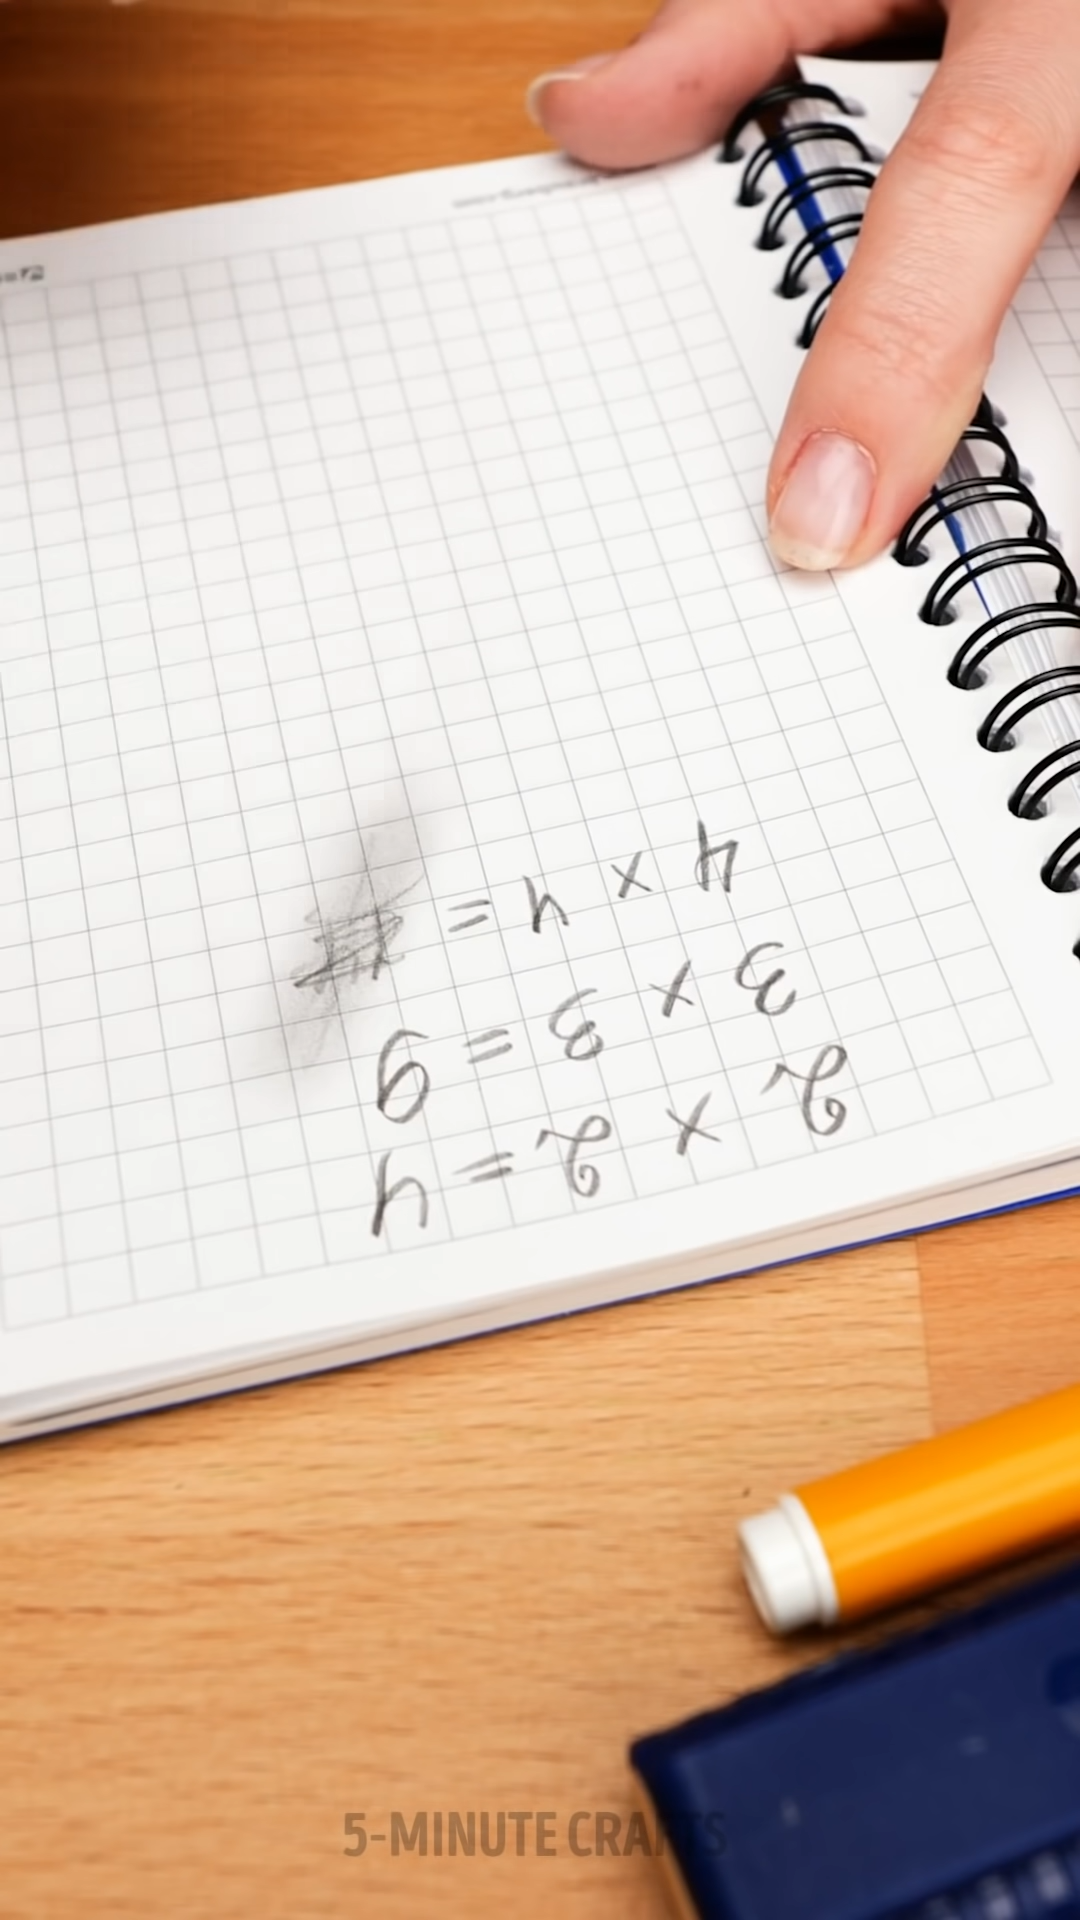 2 x 2 = 4
3 x 3 = 9
4 x 4 =
5-MINUTE CRAFTS